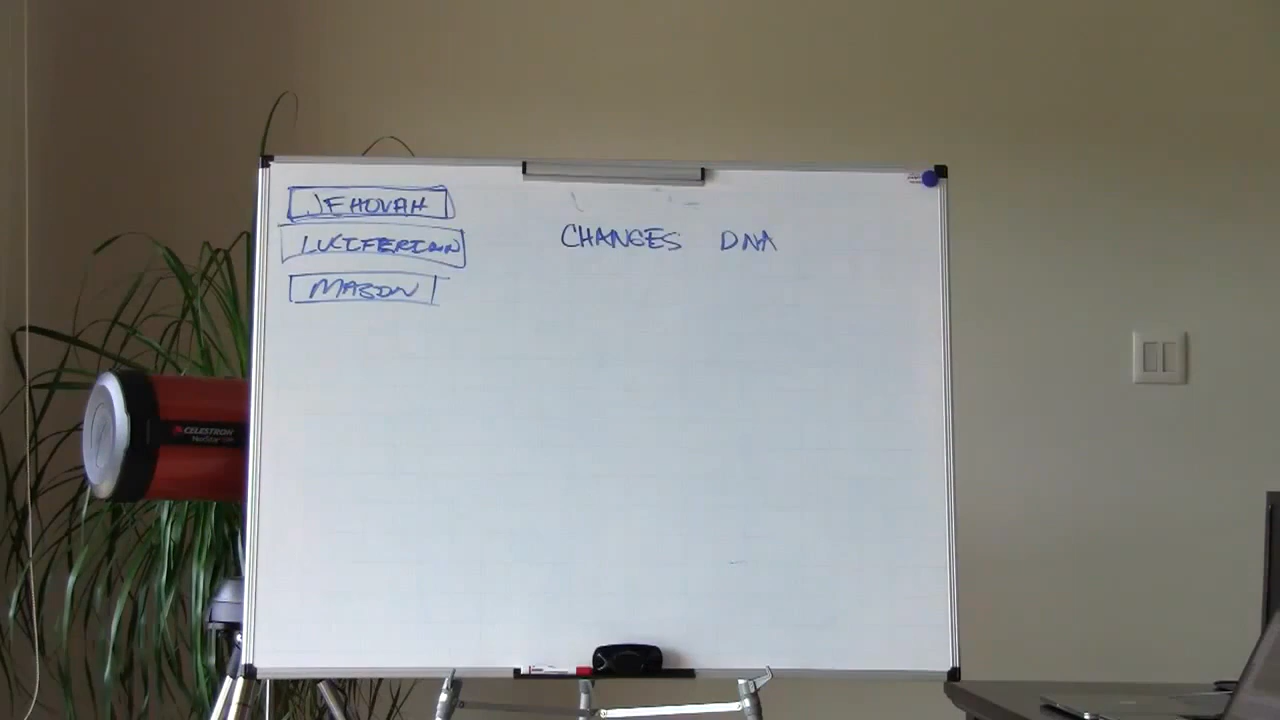 JEHOVAH
LUCIFERIAN
MASON
CHANGES DNA
CELESTRON